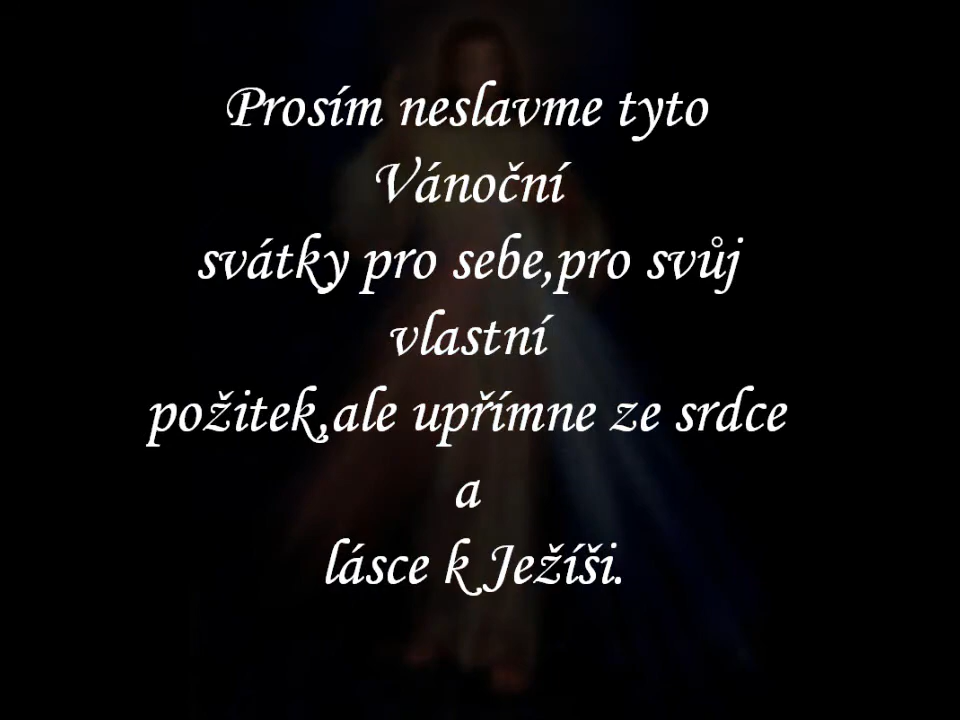 Prosím neslavme tyto
Vánoční
svátky pro sebe,pro svůj
vlastní
požitek,ale upřímne ze srdce
a
lásce k Ježíši.